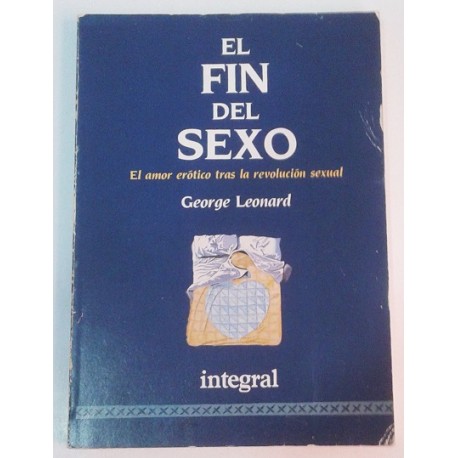 EL
FIN
DEL
SEXO
El amor erótico tras la revolución sexual
George Leonard
integral